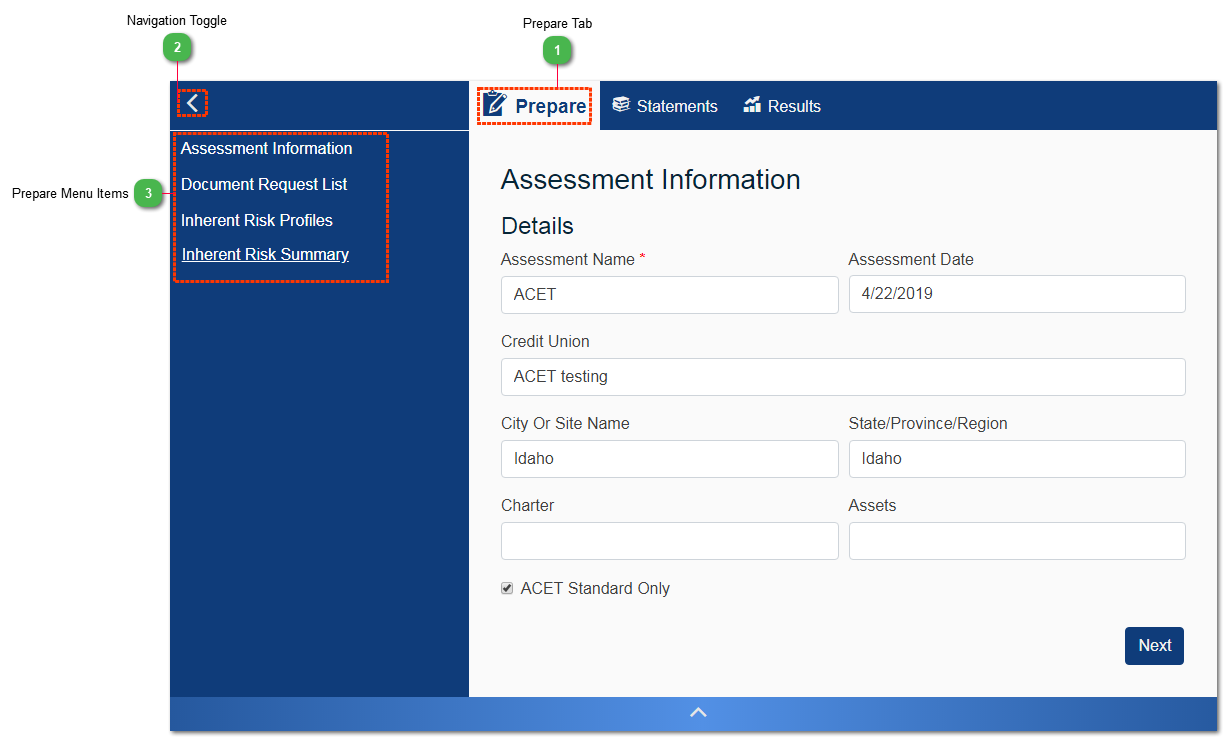 Navigation Toggle
Prepare Tab
2
1
Prepare
Statements
Results
Assessment Information
Document Request List
Inherent Risk Profiles
Inherent Risk Summary
Prepare Menu Items
3
Assessment Information
Details
Assessment Name *
Assessment Date
ACET
4/22/2019
Credit Union
ACET testing
City Or Site Name
State/Province/Region
Idaho
Idaho
Charter
Assets
ACET Standard Only
Next